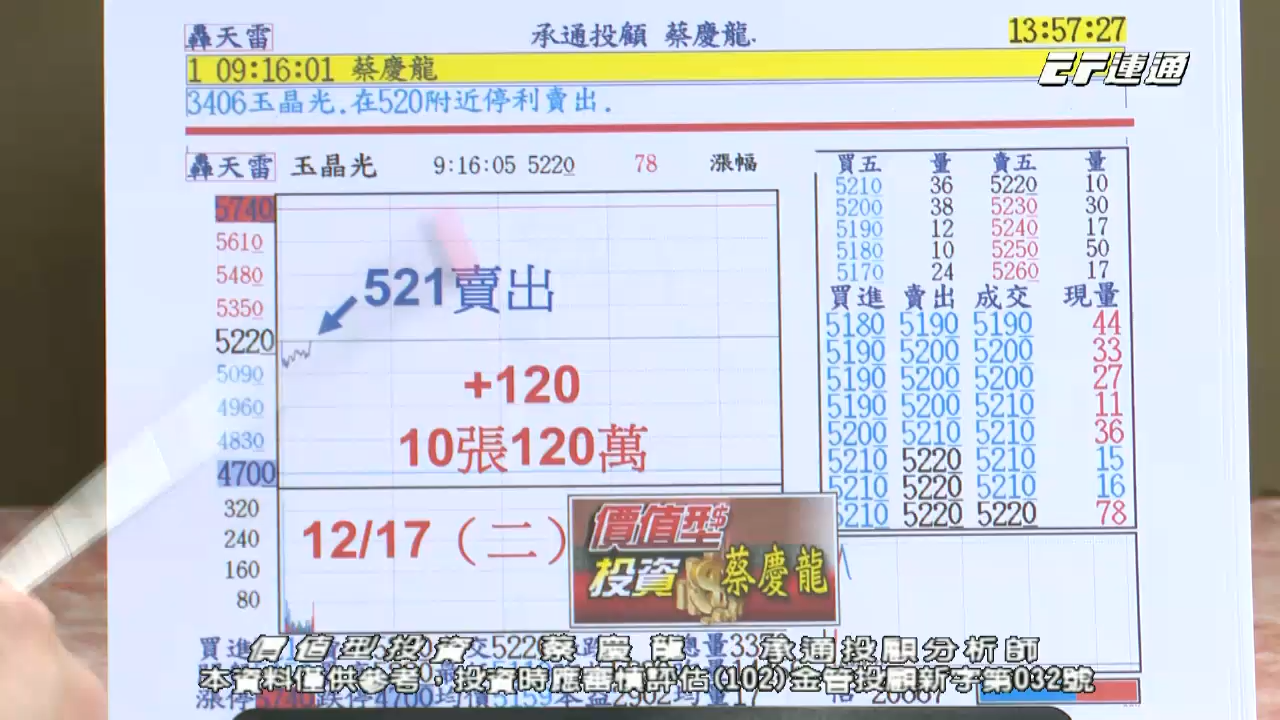 轟天雷 承通投顧 蔡慶龍. 13:57:27
1 09:16:01 蔡慶龍
EF連通
3406玉晶光.在520附近停利賣出.
轟天雷 玉晶光 9:16:05 5220 78 漲幅
5740
5610
5480
5350
5220
5090
4960
4830
4700
320
240
160
80
521賣出
+120
10張120萬
12/17（二）
買五 量 賣五 量
5210 36 5220 10
5200 38 5230 30
5190 12 5240 17
5180 10 5250 50
5170 24 5260 17
買進 賣出 成交 現量
5180 5190 5190 44
5190 5200 5200 33
5190 5200 5200 27
5190 5200 5210 11
5200 5210 5210 36
5210 5220 5210 15
5210 5220 5210 16
5210 5220 5220 78
價值型$
投資 蔡慶龍
價值型投資 蔡慶龍 承通投顧分析師
本資料僅供參考，投資時應審慎評估(102)金管投顧新字第032號